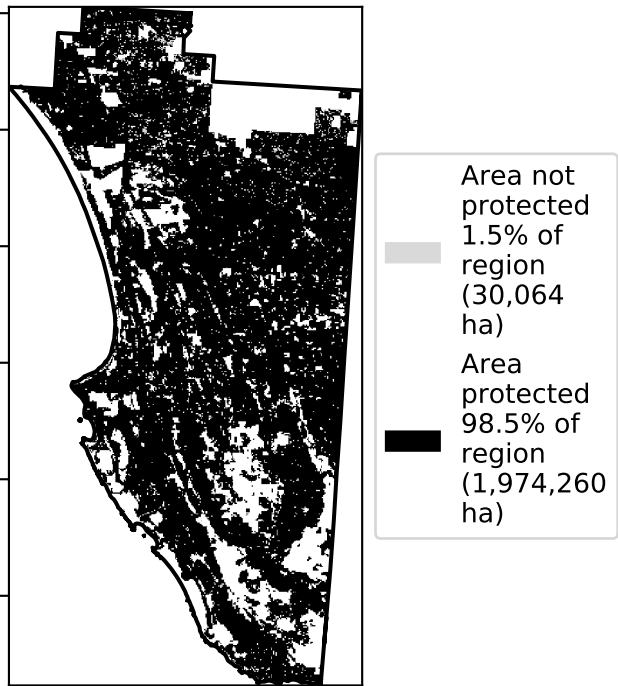 Area not
protected
1.5% of
region
(30,064
ha)
Area
protected
98.5% of
region
(1,974,260
ha)